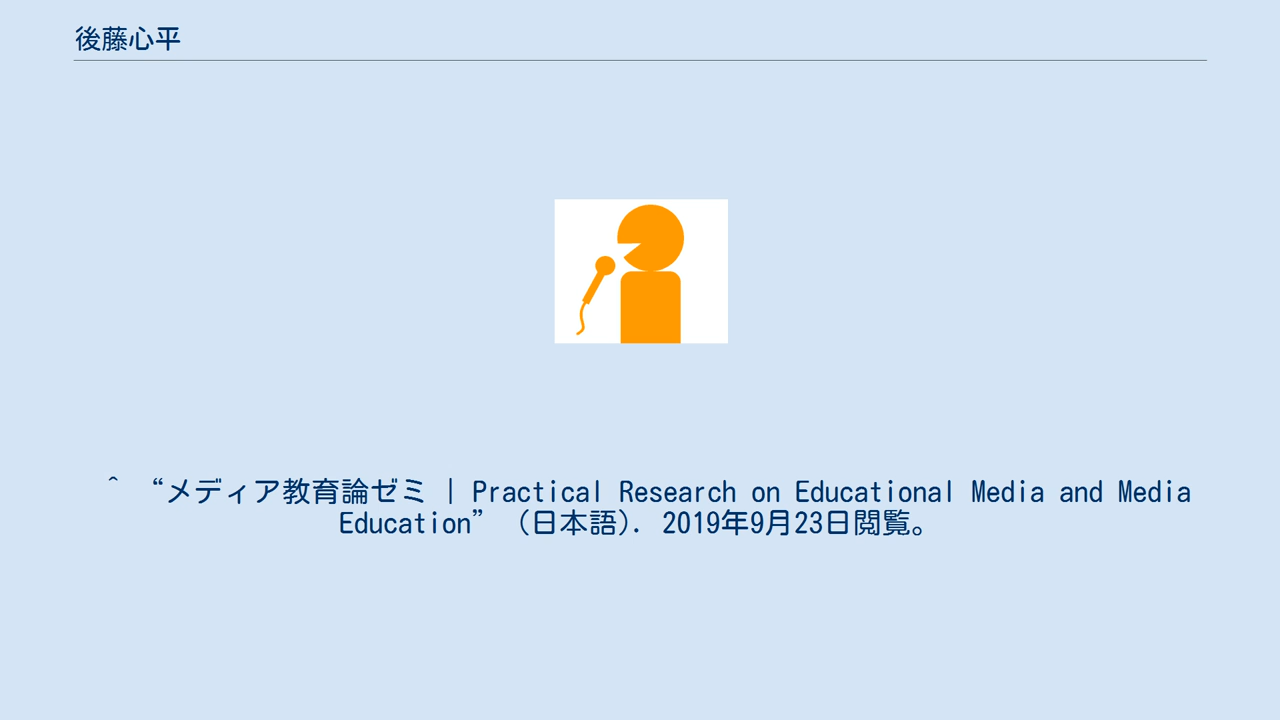 後藤心平
^ “メディア教育論ゼミ | Practical Research on Educational Media and Media
Education” (日本語). 2019年9月23日閲覧。